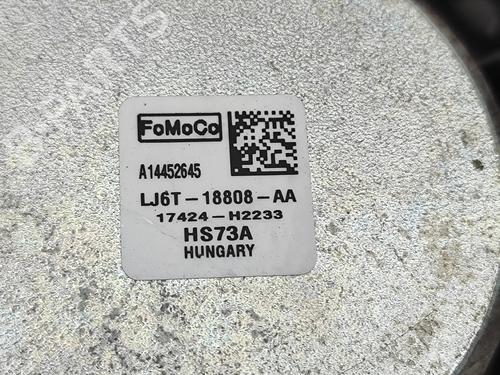 FoMoCo
A14452645
LJ6T-18808-AA
17424-H2233
HS73A
HUNGARY